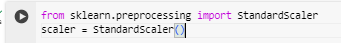 from sklearn.preprocessing import StandardScaler
scaler = StandardScaler()